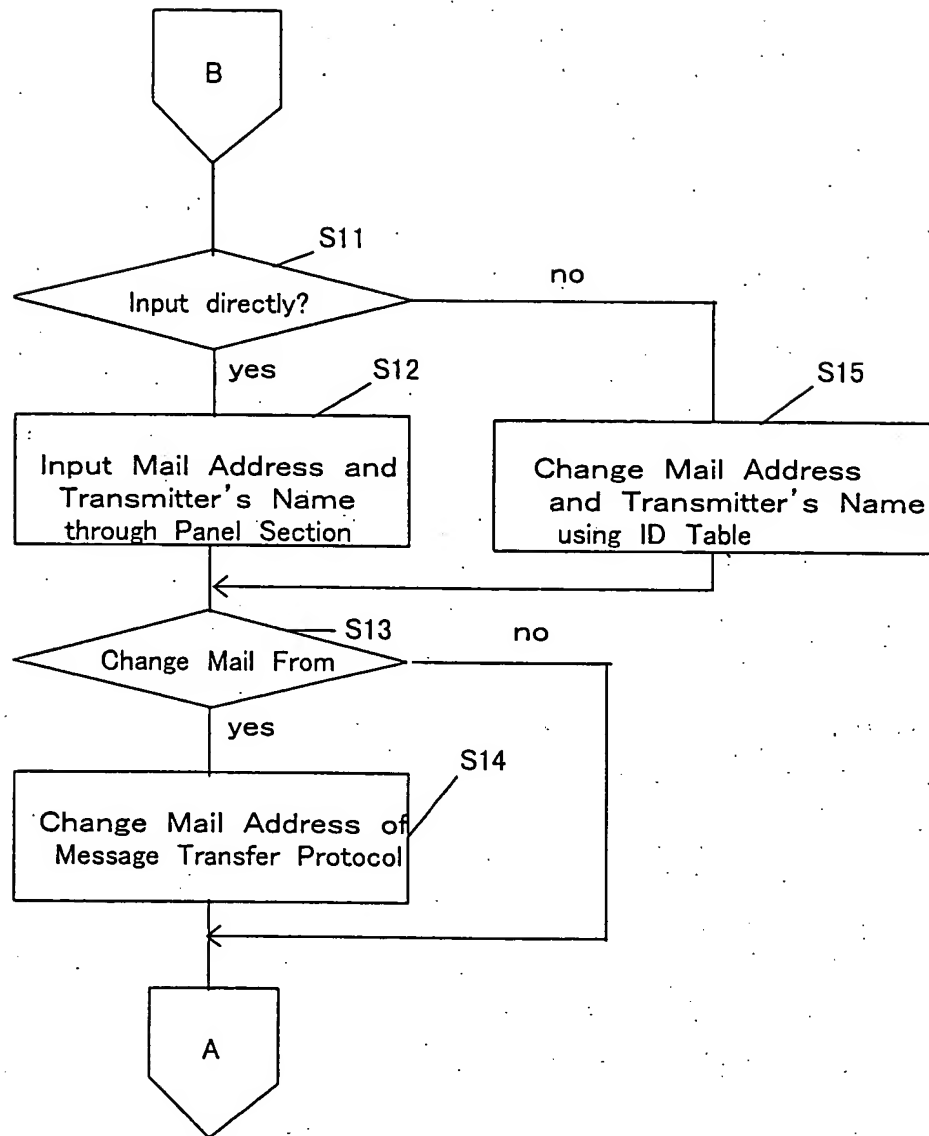 B
S11
Input directly?
no
yes
S12
S15
Input Mail Address and
Transmitter's Name
through Panel Section
Change Mail Address
and Transmitter's Name
using ID Table
S13
no
Change Mail From
yes
S14
Change Mail Address of
Message Transfer Protocol
A